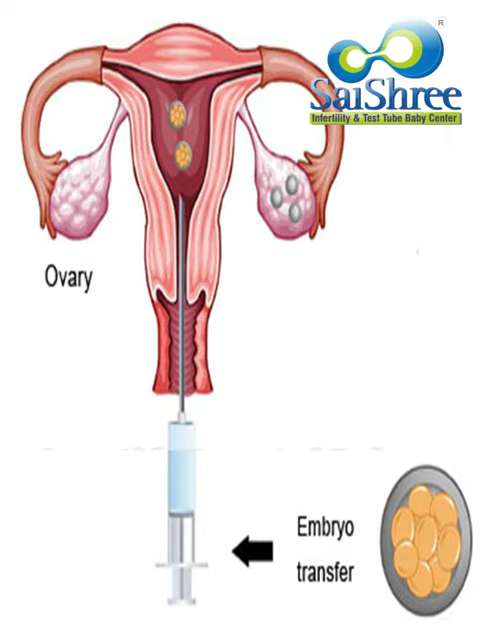 ®
SaiShree
Infertility & Test Tube Baby Center
Ovary
Embryo
transfer